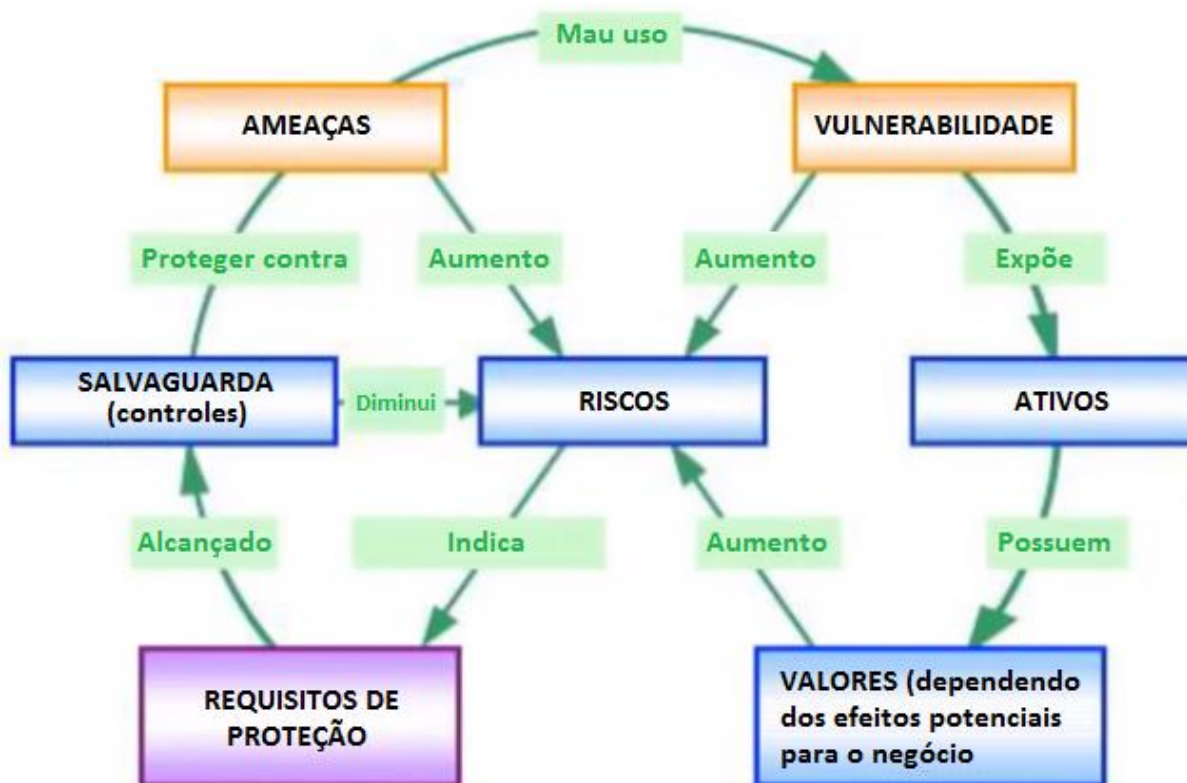 Mau uso
AMEAÇAS
VULNERABILIDADE
Proteger contra
Aumento
Aumento
Expõe
SALVAGUARDA
(controles)
Diminui
RISCOS
ATIVOS
Alcançado
Indica
Aumento
Possuem
REQUISITOS DE
PROTEÇÃO
VALORES (dependendo
dos efeitos potenciais
para o negócio